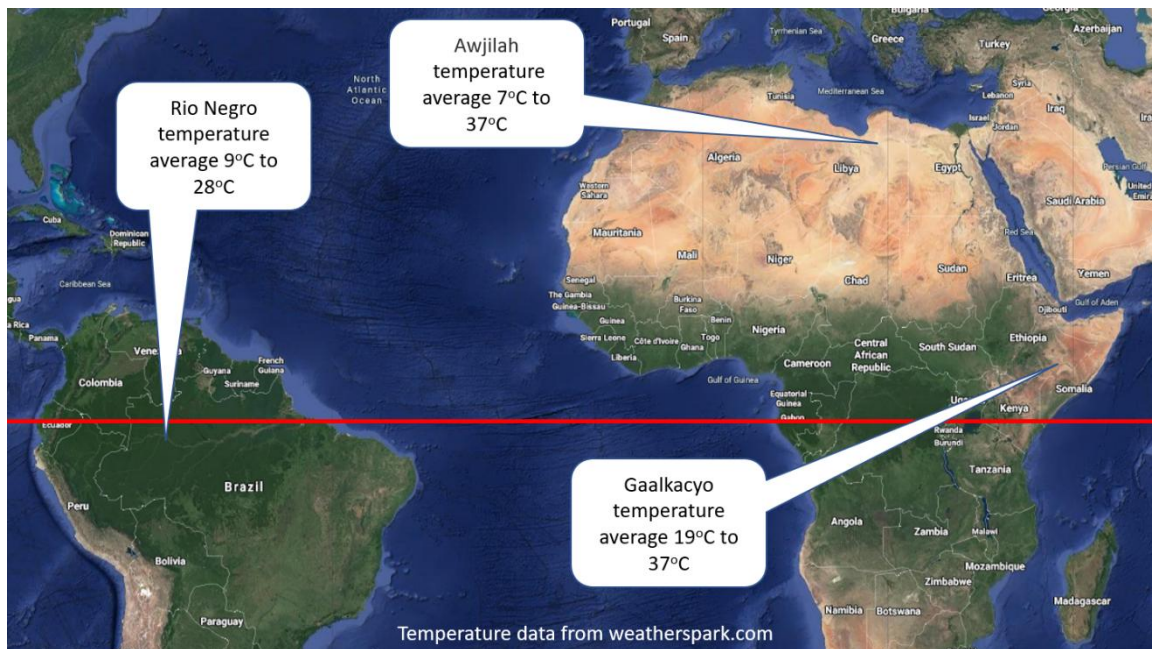 Rio Negro
temperature
average 9°C to
28°C
Awjilah
temperature
average 7°C to
37°C
Gaalkacyo
temperature
average 19°C to
37°C
Portugal
Spain
Tyrrhenian Sea
Greece
Turkey
Azerbaijan
North
Atlantic
Ocean
Tunisia
Mediterranean Sea
Syria
Lebanon
Iraq
Israel
Jordan
Algeria
Libya
Egypt
Persian Gulf
Western
Sahara
Saudi Arabia
United
Cuba
Dominican
Republic
Mauritania
Red Sea
Mali
Niger
Chad
Sudan
Eritrea
Yemen
Caribbean Sea
Senegal
The Gambia
Guinea-Bissau
Guinea
Burkina
Faso
Benin
Togo
Nigeria
Djibouti
Gulf of Aden
a Rica
Panama
Sierra Leone
Côte d'Ivoire
Ghana
Liberia
Cameroon
Central
African
Republic
South Sudan
Ethiopia
French
Guiana
Guyana
Suriname
Colombia
Gulf of Guinea
Equatorial
Guinea
Gabon
Kenya
Somalia
Ecuador
Rwanda
Burundi
Tanzania
Brazil
Peru
Angola
Zambia
Malawi
Bolivia
Mozambique
Zimbabwe
Madagascar
Namibia
Botswana
Paraguay
Temperature data from weatherspark.com